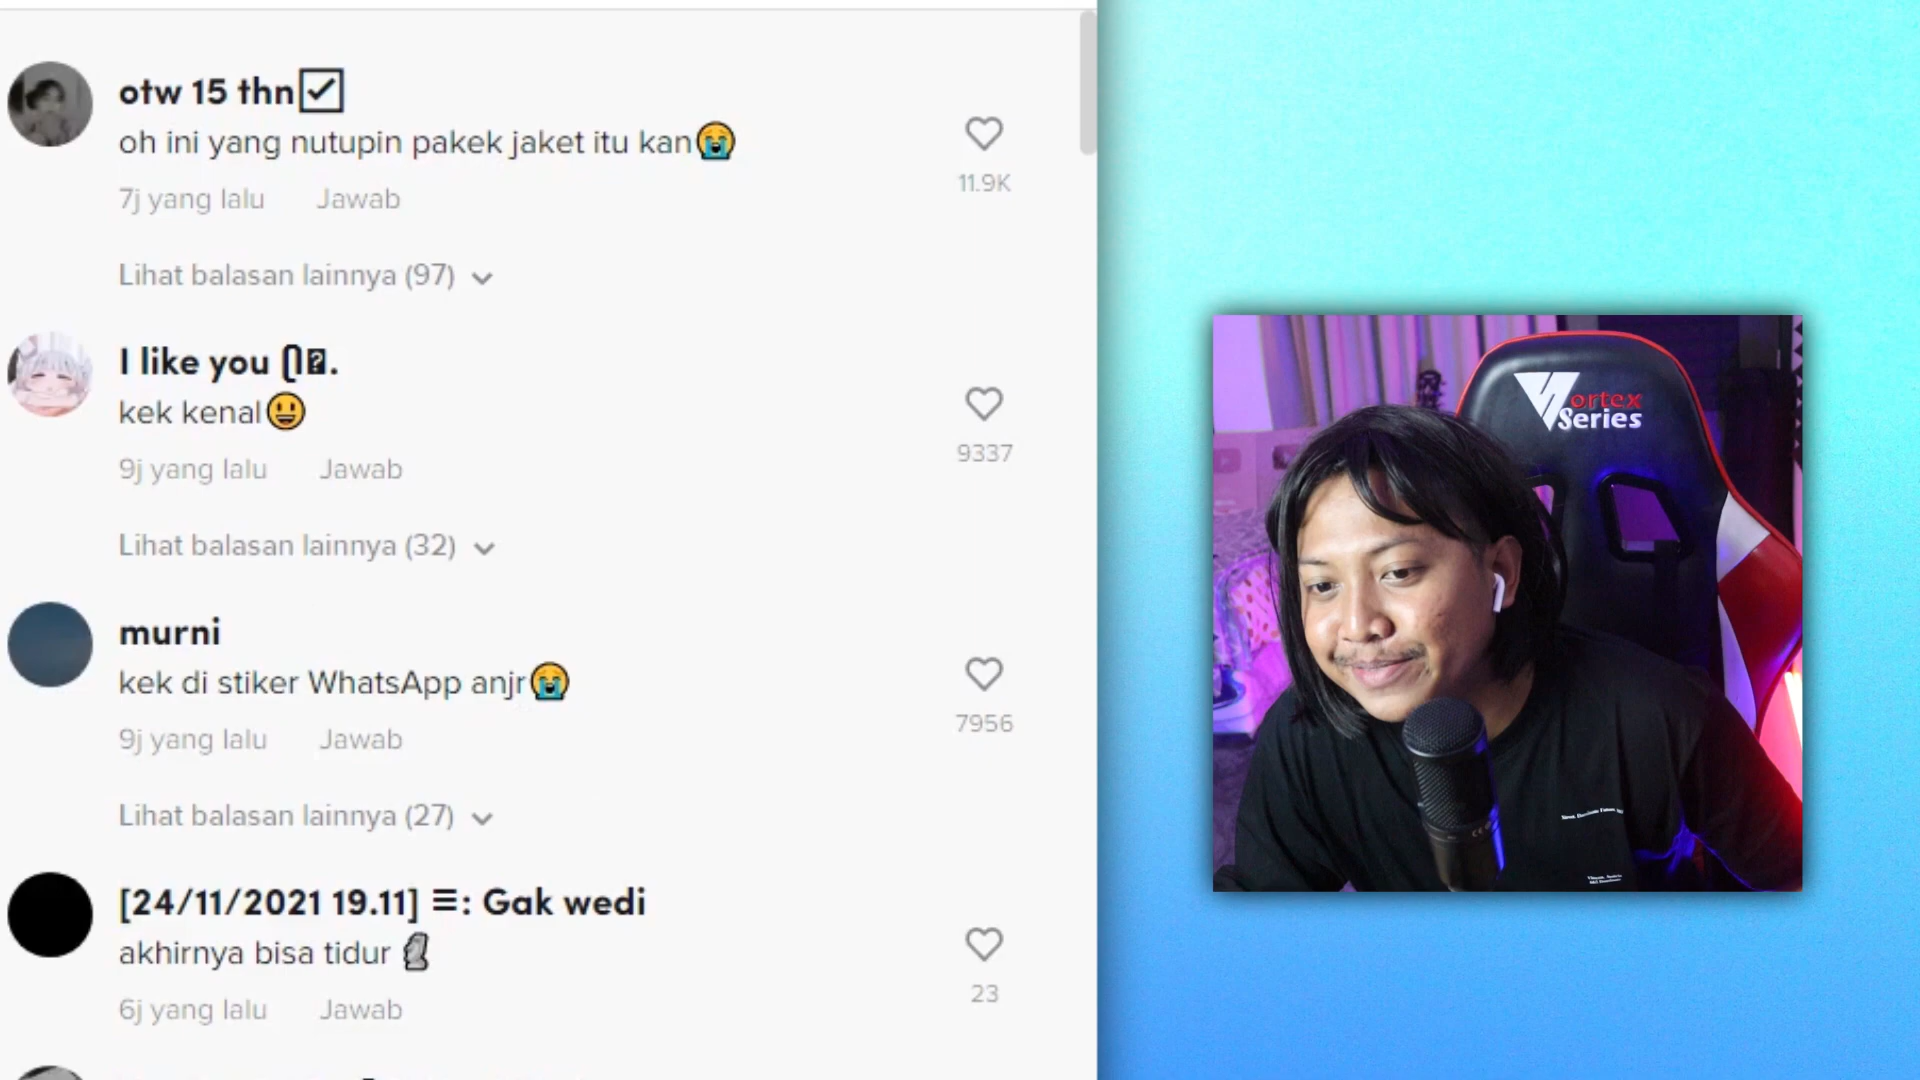 otw 15 thn
oh ini yang nutupin pakek jaket itu kan😭
7j yang lalu Jawab
11.9K
Lihat balasan lainnya (97)
I like you
kek kenal😃
9j yang lalu Jawab
9337
Lihat balasan lainnya (32)
murni
kek di stiker WhatsApp anjr😭
9j yang lalu Jawab
7956
Lihat balasan lainnya (27)
[24/11/2021 19.11] ☰: Gak wedi
akhirnya bisa tidur 🗿
6j yang lalu Jawab
23
Vortex
Series